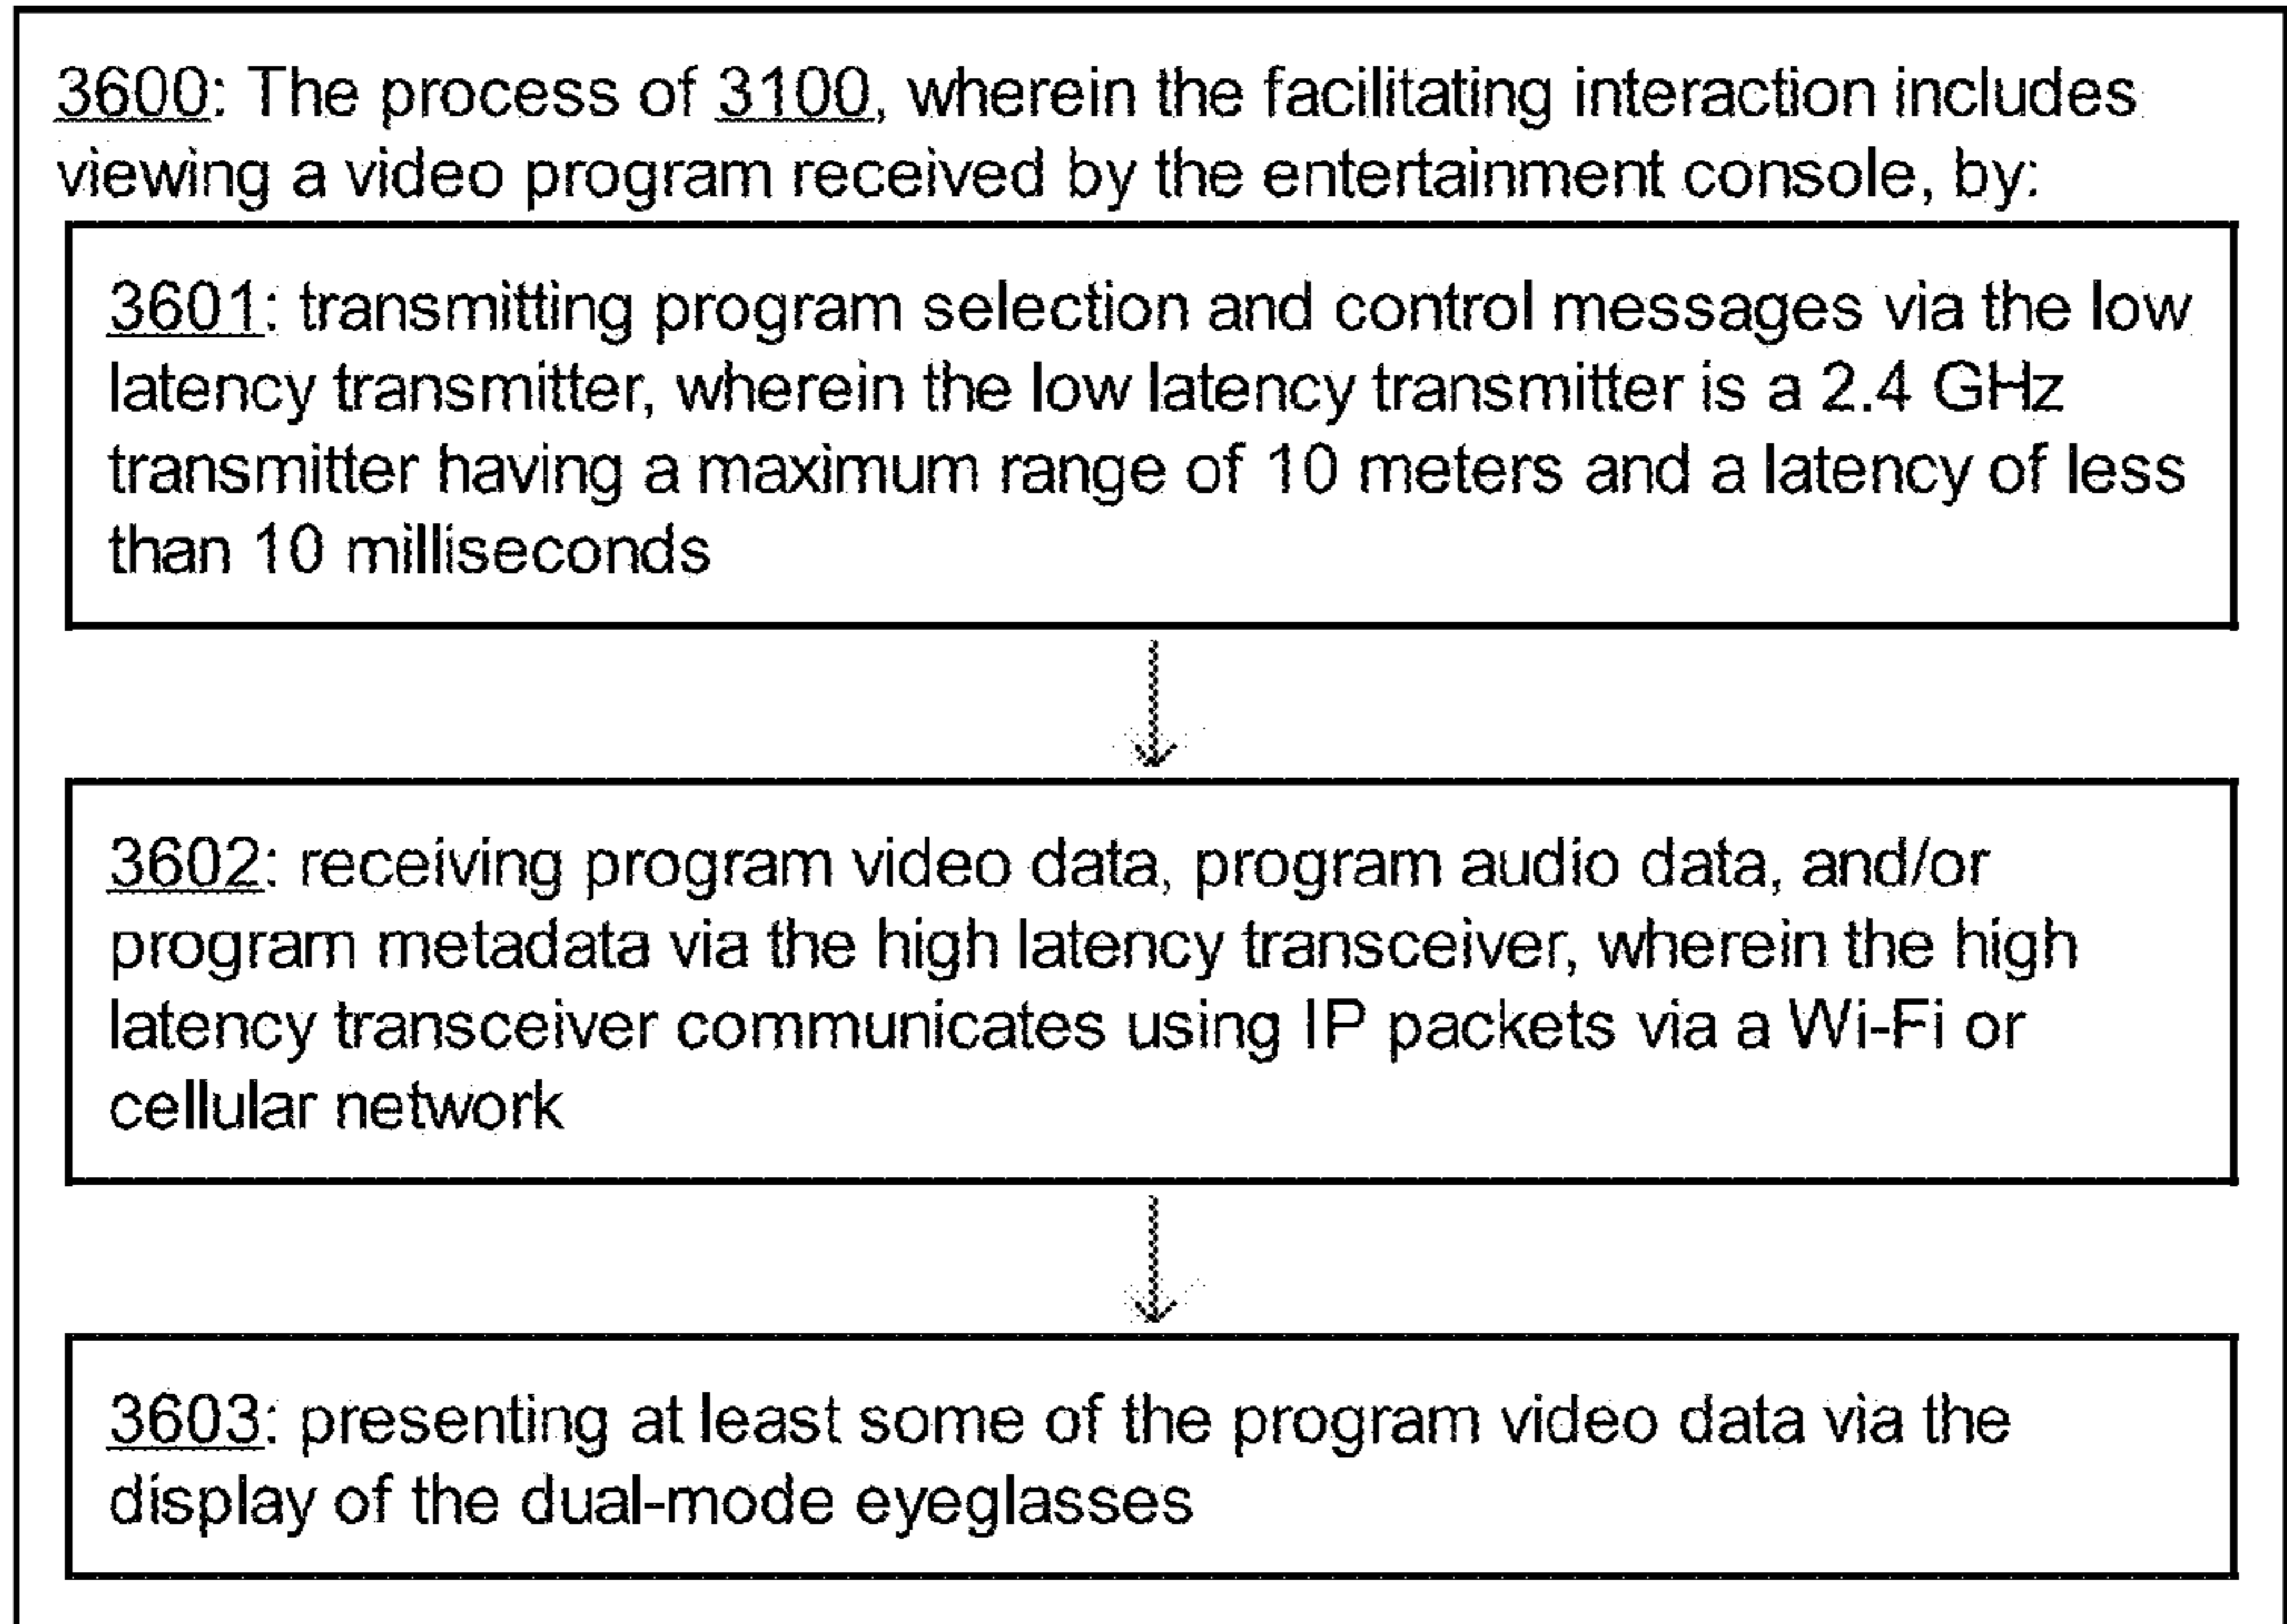 3600: The process of 3100, wherein the facilitating interaction includes
viewing a video program received by the entertainment console, by:
3601: transmitting program selection and control messages via the low
latency transmitter, wherein the low latency transmitter is a 2.4 GHz
transmitter having a maximum range of 10 meters and a latency of less
than 10 milliseconds
3602: receiving program video data, program audio data, and/or
program metadata via the high latency transceiver, wherein the high
latency transceiver communicates using IP packets via a Wi-Fi or
cellular network
3603: presenting at least some of the program video data via the
display of the dual-mode eyeglasses